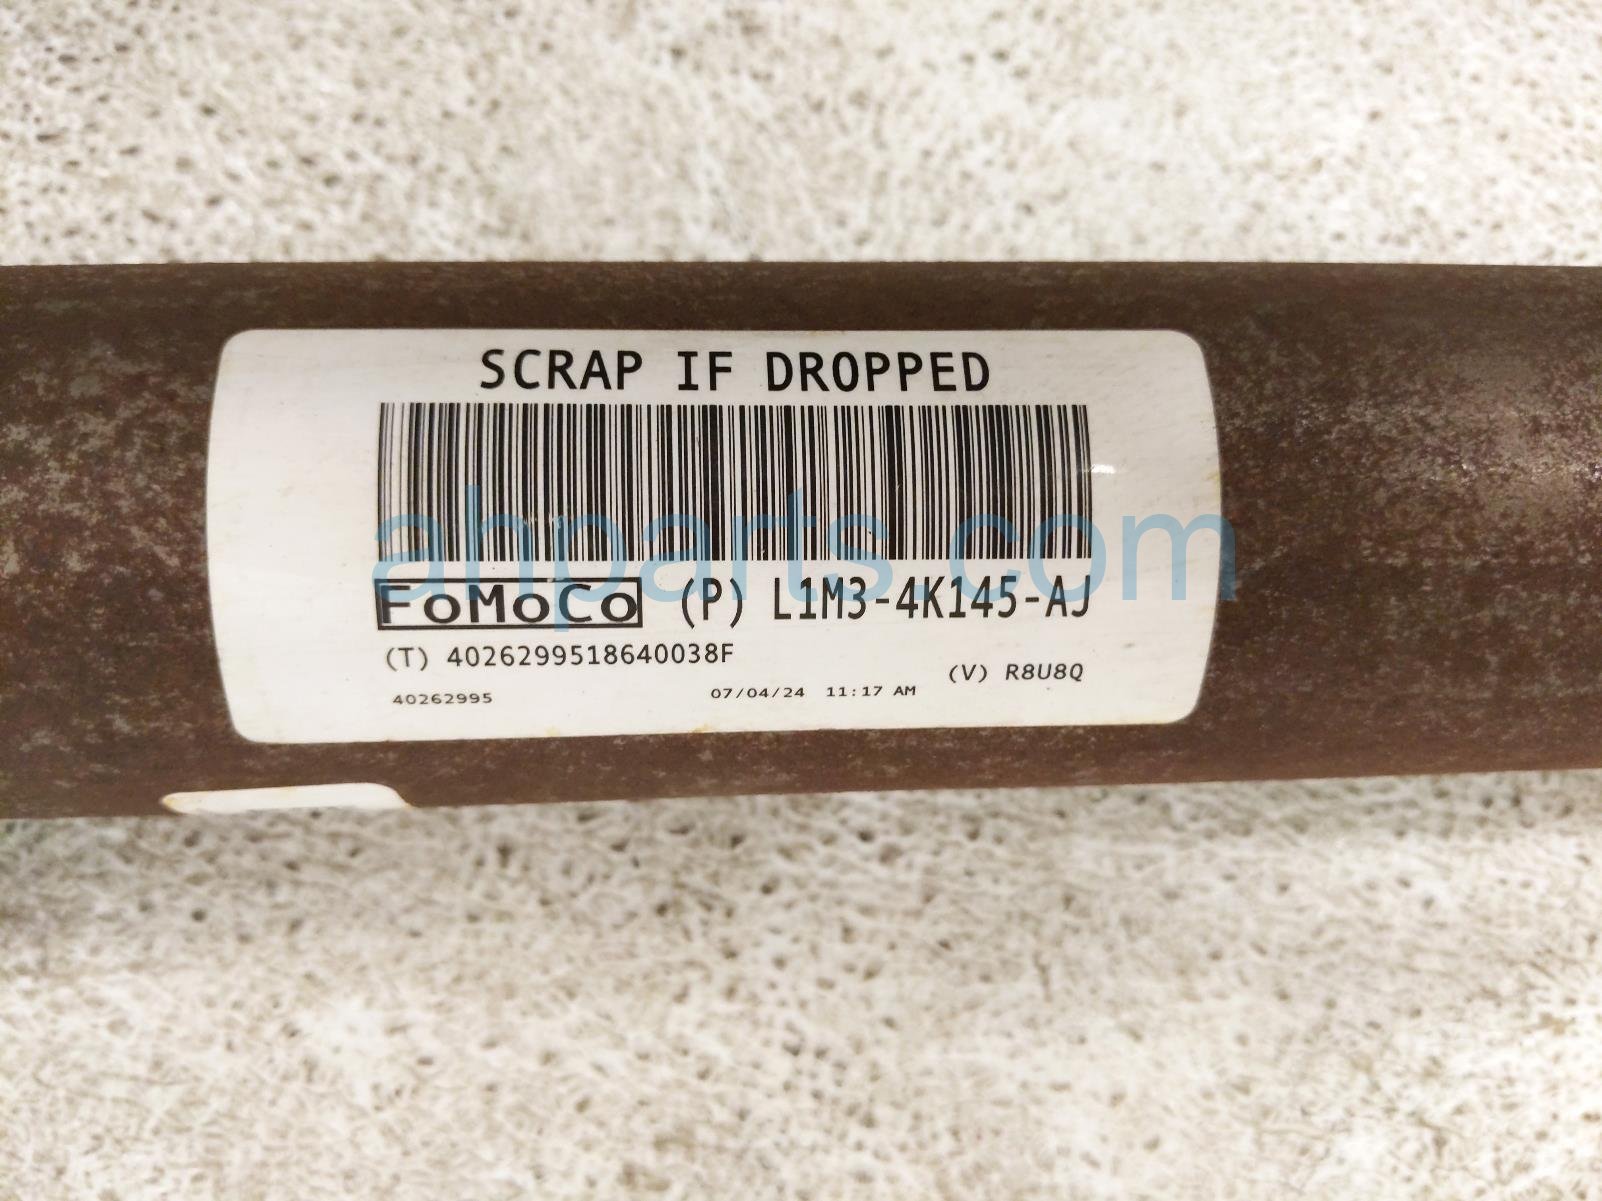 SCRAP IF DROPPED
ahparts.com
FoMoCo (P) L1M3-4K145-AJ
(T) 4026299518640038F
(V) R8U8Q
40262995 07/04/24 11:17 AM